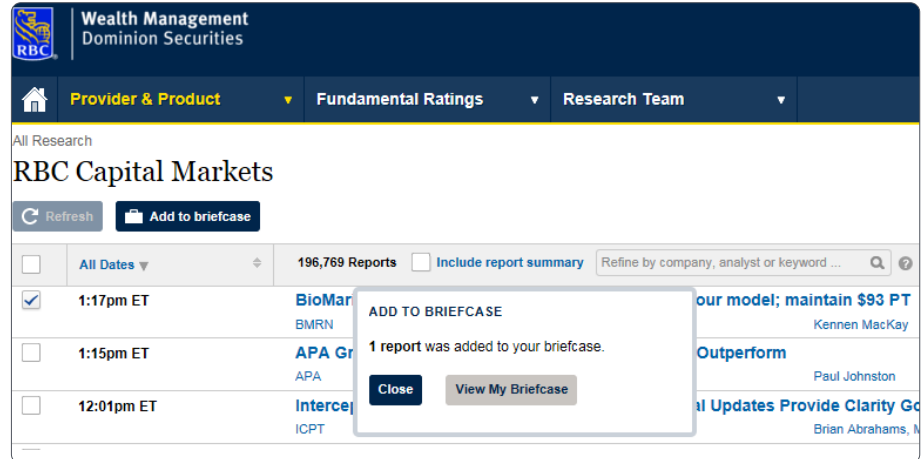 Wealth Management
Dominion Securities
RBC
Provider & Product
Fundamental Ratings
Research Team
All Research
RBC Capital Markets
Refresh
Add to briefcase
All Dates
196,769 Reports
Include report summary
Refine by company, analyst or keyword ...
1:17pm ET
BioMari
our model; maintain $93 PT
BMRN
Kennen MacKay
ADD TO BRIEFCASE
1 report was added to your briefcase.
Close
View My Briefcase
1:15pm ET
APA Gr
Outperform
APA
Paul Johnston
12:01pm ET
Intercep
al Updates Provide Clarity Go
ICPT
Brian Abrahams, M